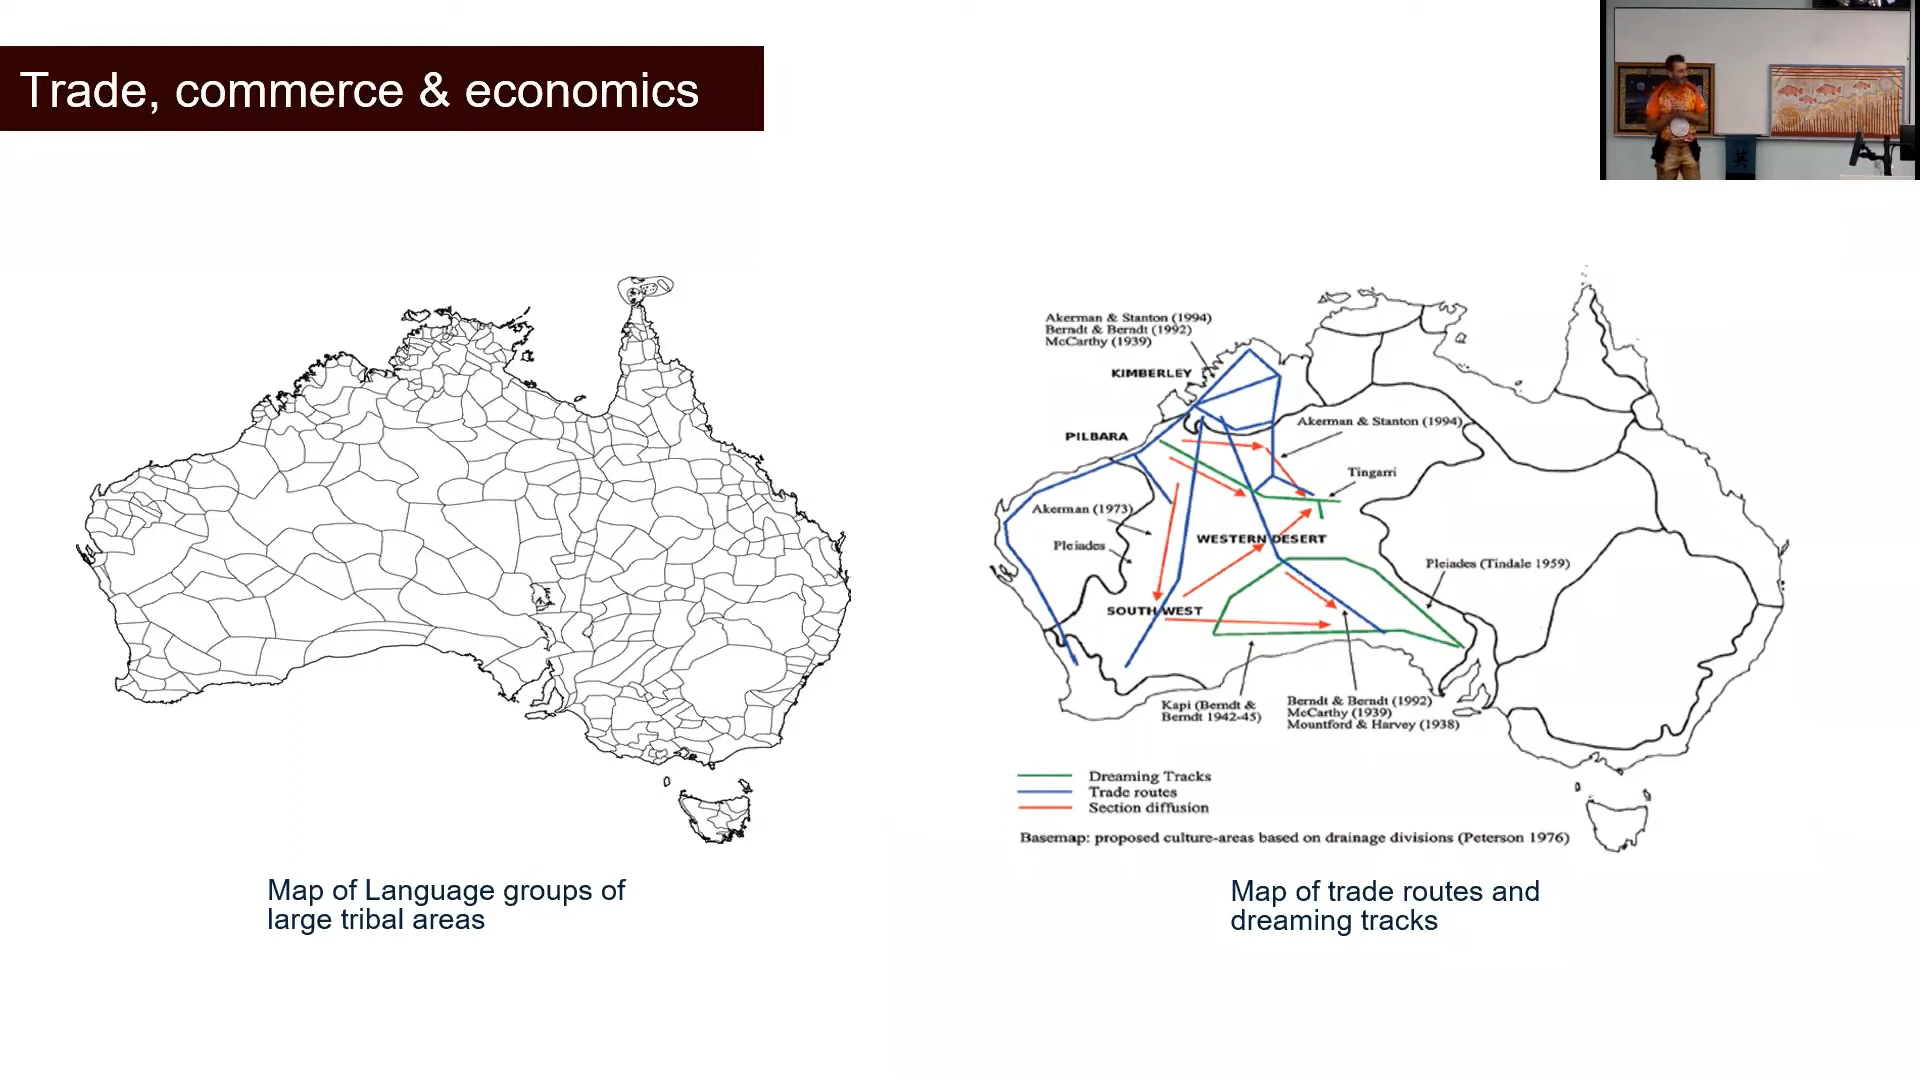 Trade, commerce & economics
Akerman & Stanton (1994)
Berndt & Berndt (1992)
McCarthy (1939)
KIMBERLEY
PILBARA
Akerman & Stanton (1994)
Tingarri
Akerman (1973)
Pleiades
WESTERN DESERT
Pleiades (Tindale 1959)
SOUTH WEST
Kapi (Berndt &
Berndt 1942-45)
Berndt & Berndt (1992)
McCarthy (1939)
Mountford & Harvey (1938)
Dreaming Tracks
Trade routes
Section diffusion
Basemap: proposed culture-areas based on drainage divisions (Peterson 1976)
Map of Language groups of
large tribal areas
Map of trade routes and
dreaming tracks